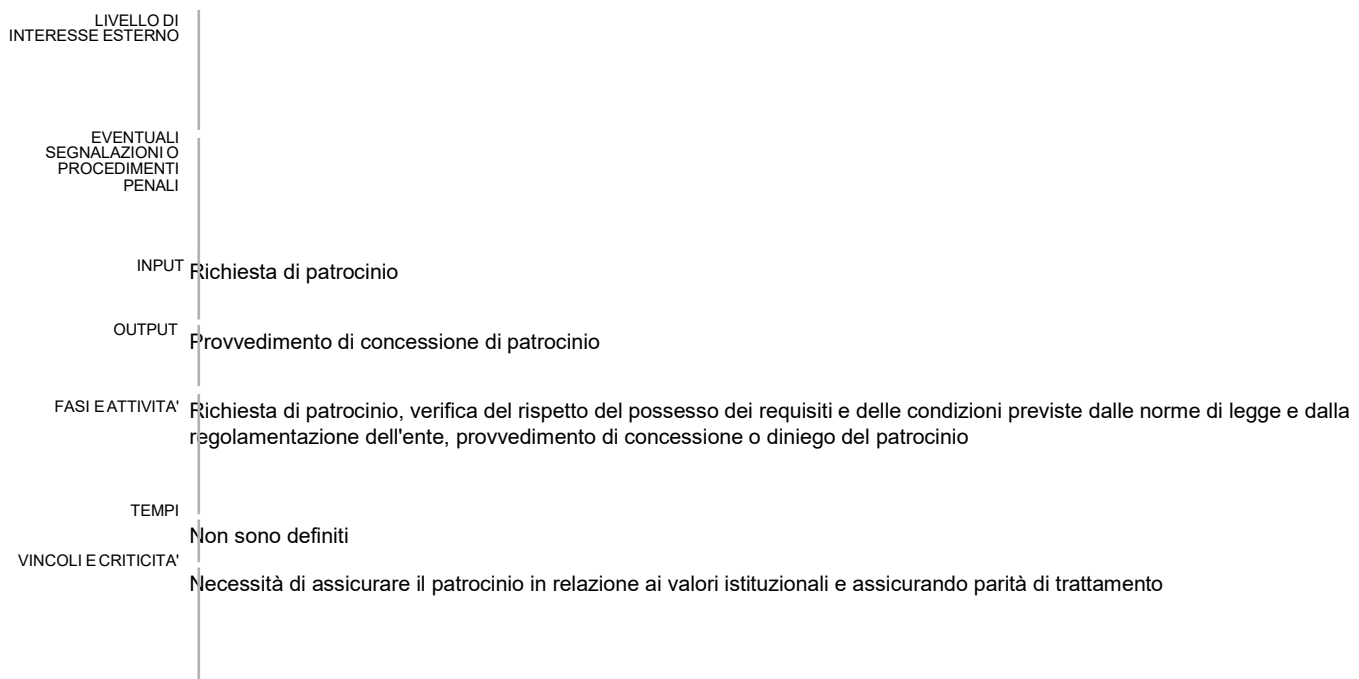 LIVELLO DI
INTERESSE ESTERNO
EVENTUALI
SEGNALAZIONI O
PROCEDIMENTI
PENALI
INPUT Richiesta di patrocinio
OUTPUT Provvedimento di concessione di patrocinio
FASI E ATTIVITA' Richiesta di patrocinio, verifica del rispetto del possesso dei requisiti e delle condizioni previste dalle norme di legge e dalla
regolamentazione dell'ente, provvedimento di concessione o diniego del patrocinio
TEMPI
Non sono definiti
VINCOLI E CRITICITA'
Necessità di assicurare il patrocinio in relazione ai valori istituzionali e assicurando parità di trattamento